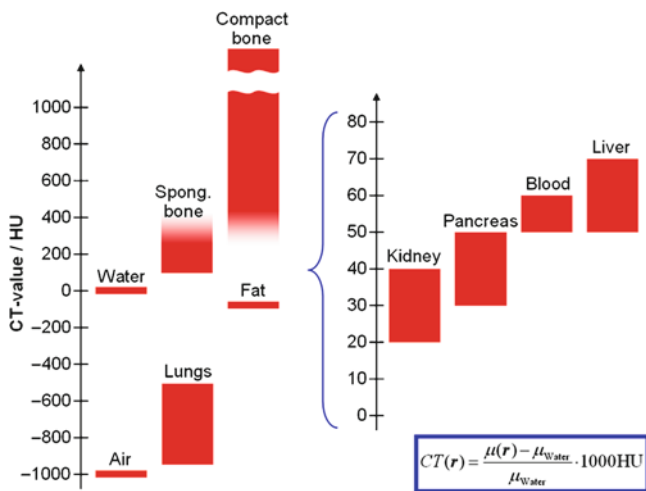 Compact
bone
CT-value / HU
1000
800
600
400
200
0
−200
−400
−600
−800
−1000
Spong.
bone
Water
Fat
Lungs
Air
80
70
60
50
40
30
20
10
0
Liver
Blood
Pancreas
Kidney
CT(r) = μ(r) − μWater / μWater · 1000HU